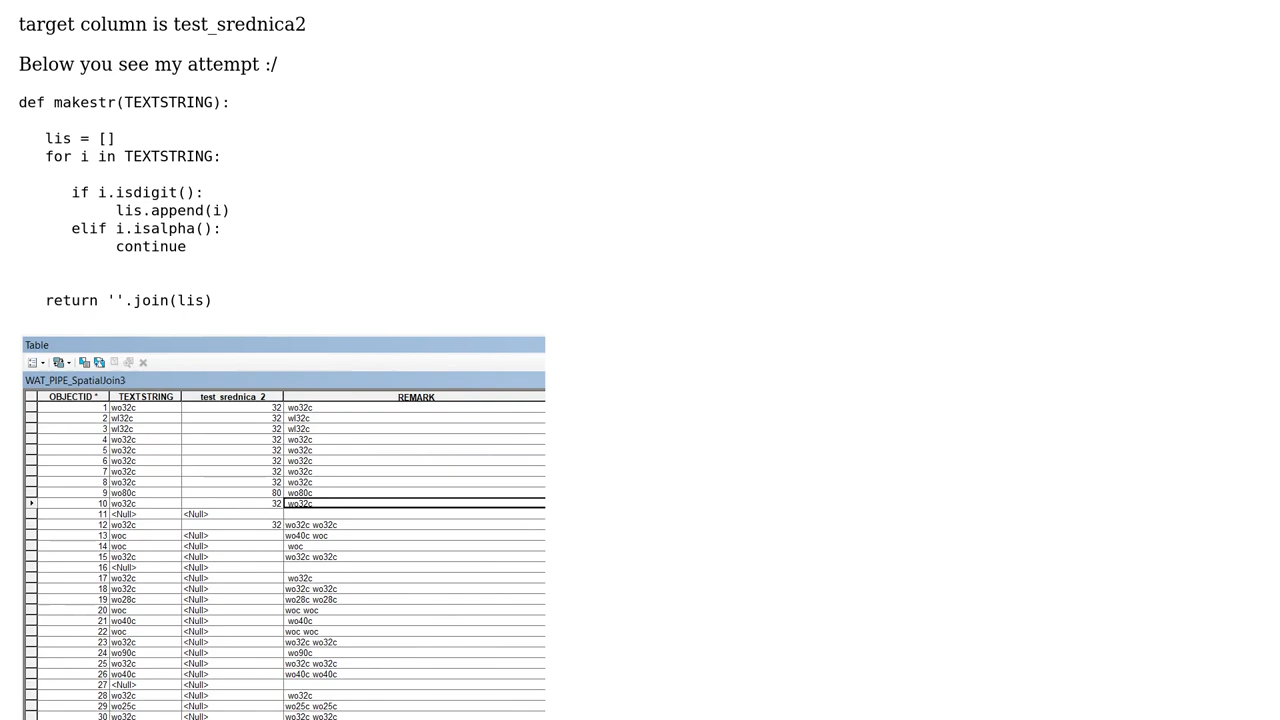 target column is test_srednica2
Below you see my attempt :/
def makestr(TEXTSTRING):
lis = []
for i in TEXTSTRING:
if i.isdigit():
lis.append(i)
elif i.isalpha():
continue
return ''.join(lis)
Table
WAT_PIPE_SpatialJoin3
OBJECTID * TEXTSTRING test_srednica_2 REMARK
1 wo32c 32 wo32c
2 wl32c 32 wl32c
3 wl32c 32 wl32c
4 wo32c 32 wo32c
5 wo32c 32 wo32c
6 wo32c 32 wo32c
7 wo32c 32 wo32c
8 wo32c 32 wo32c
9 wo80c 80 wo80c
10 wo32c 32 wo32c
11 <Null> <Null>
12 wo32c 32 wo32c wo32c
13 woc <Null> wo40c woc
14 woc <Null> woc
15 wo32c <Null> wo32c wo32c
16 <Null> <Null>
17 wo32c <Null> wo32c
18 wo32c <Null> wo32c wo32c
19 wo28c <Null> wo28c wo28c
20 woc <Null> woc woc
21 wo40c <Null> wo40c
22 woc <Null> woc woc
23 wo32c <Null> wo32c wo32c
24 wo90c <Null> wo90c
25 wo32c <Null> wo32c wo32c
26 wo40c <Null> wo40c wo40c
27 <Null> <Null>
28 wo32c <Null> wo32c
29 wo25c <Null> wo25c wo25c
30 wo32c <Null> wo32c wo32c